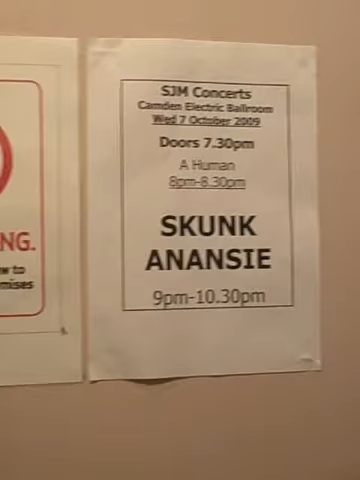 SJM Concerts
Camden Electric Ballroom
Wed 7 October 2009
Doors 7.30pm
A Human
8pm-8.30pm
SKUNK
ANANSIE
9pm-10.30pm
NG.
w to
mises